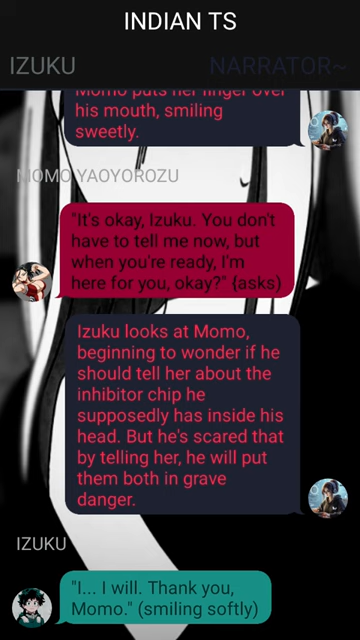 INDIAN TS
IZUKU
NARRATOR~
Momo puts her finger over
his mouth, smiling
sweetly.
MOMO YAOYOROZU
"It's okay, Izuku. You don't
have to tell me now, but
when you're ready, I'm
here for you, okay?" (asks)
Izuku looks at Momo,
beginning to wonder if he
should tell her about the
inhibitor chip he
supposedly has inside his
head. But he's scared that
by telling her, he will put
them both in grave
danger.
IZUKU
"I... I will. Thank you,
Momo." (smiling softly)